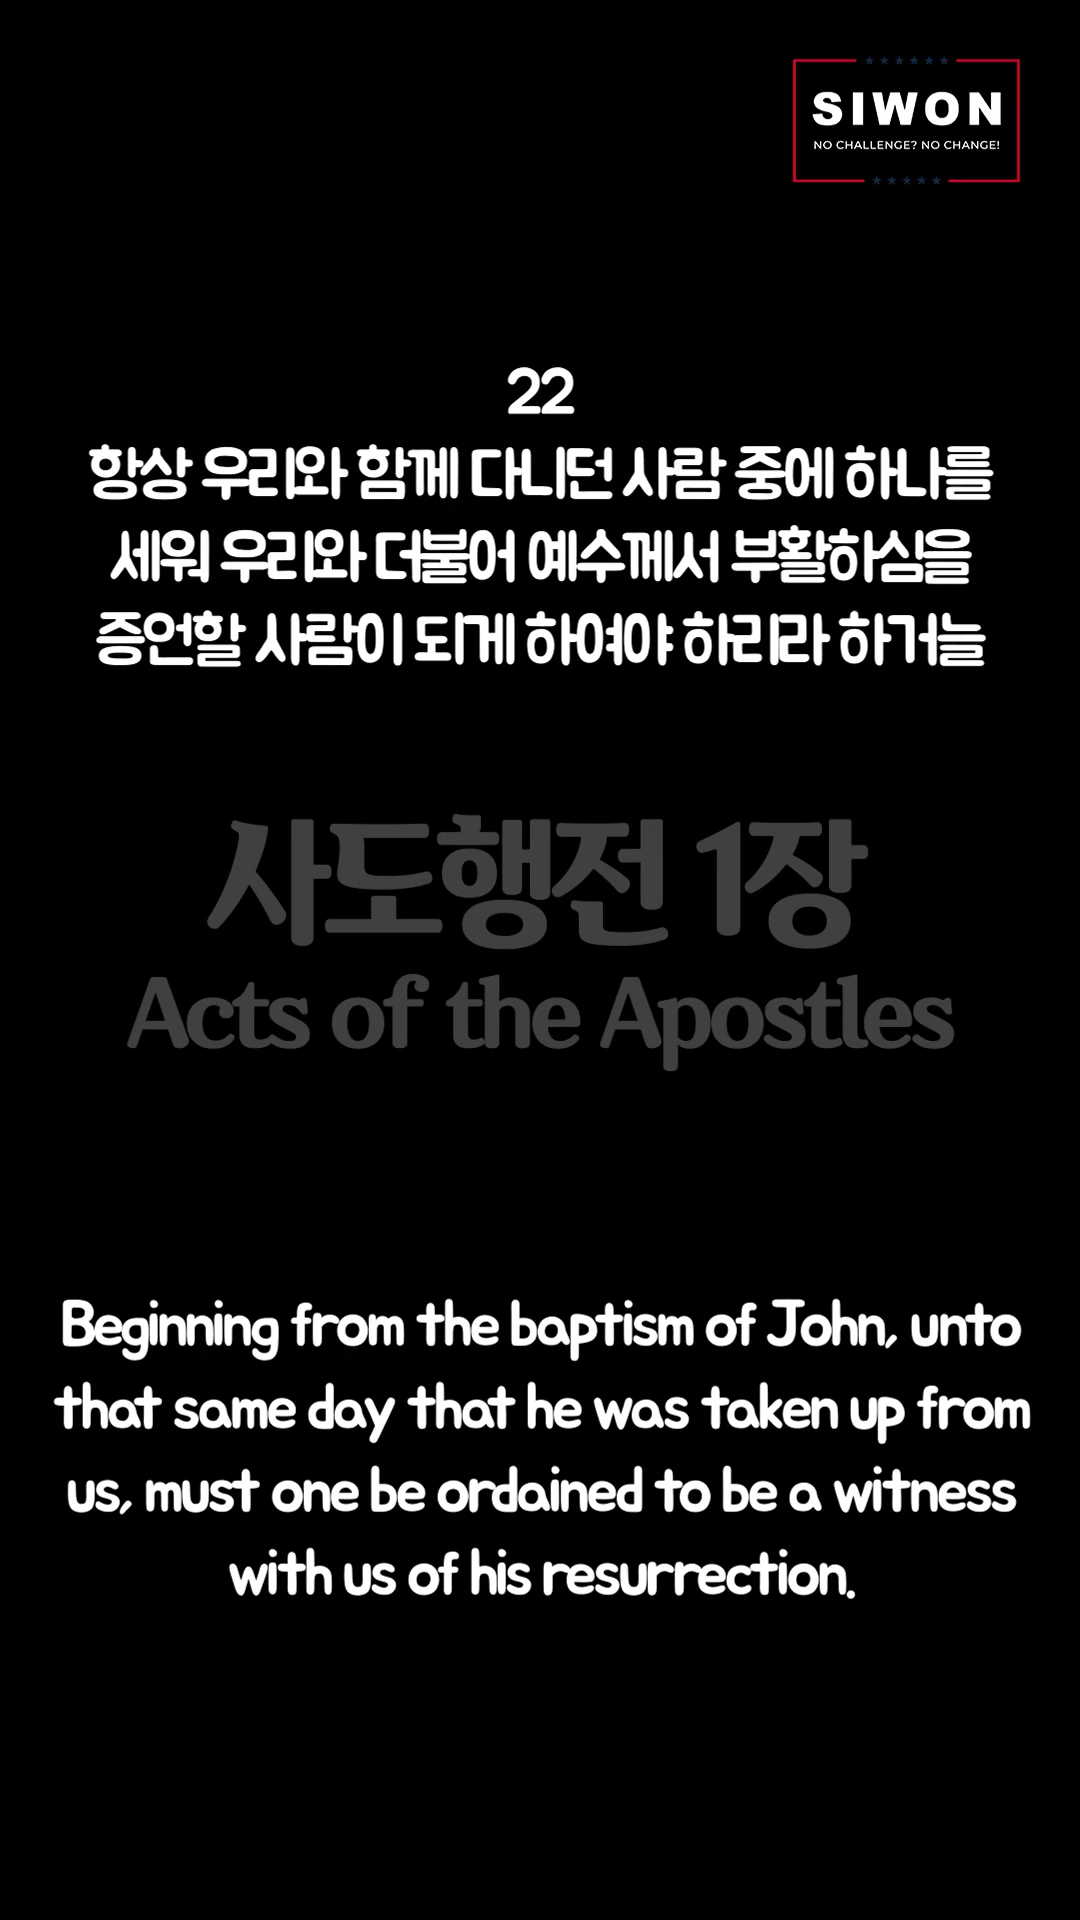 SIWON
NO CHALLENGE? NO CHANGE!
22
항상 우리와 함께 다니던 사람 중에 하나를
세워 우리와 더불어 예수께서 부활하심을
증언할 사람이 되게 하여야 하리라 하거늘
사도행전 1장
Acts of the Apostles
Beginning from the baptism of John, unto
that same day that he was taken up from
us, must one be ordained to be a witness
with us of his resurrection.